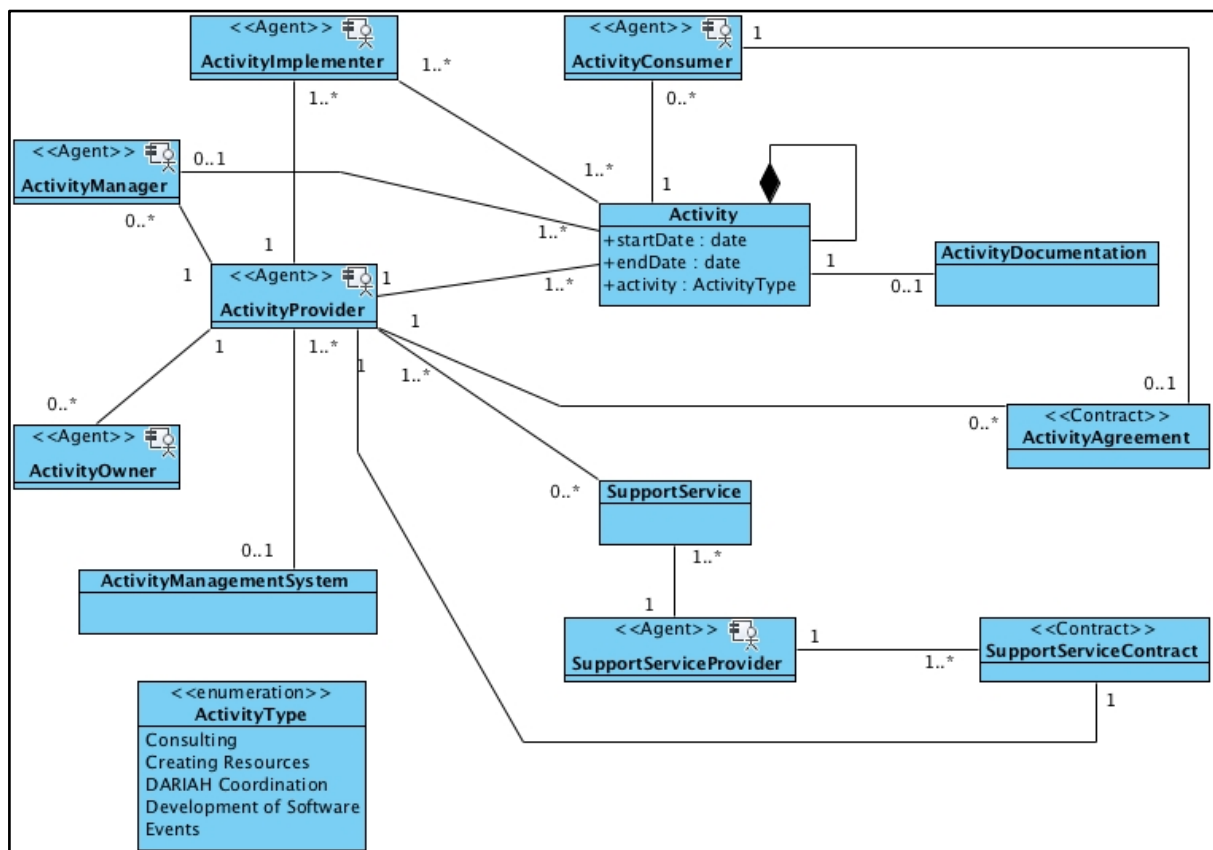 <<Agent>>
ActivityImplementer
<<Agent>>
ActivityConsumer
1
1..*
1..*
0..*
<<Agent>>
ActivityManager
0..1
0..*
1..*
1
Activity
+startDate : date
+endDate : date
+activity : ActivityType
1..*
1
1
<<Agent>>
ActivityProvider
1
1..*
1
0..1
ActivityDocumentation
1
1..*
1
1..*
1
0..*
0..1
0..*
<<Contract>>
ActivityAgreement
<<Agent>>
ActivityOwner
0..*
SupportService
1..*
0..1
ActivityManagementSystem
1
<<Agent>>
SupportServiceProvider
1
1..*
<<Contract>>
SupportServiceContract
1
<<enumeration>>
ActivityType
Consulting
Creating Resources
DARIAH Coordination
Development of Software
Events